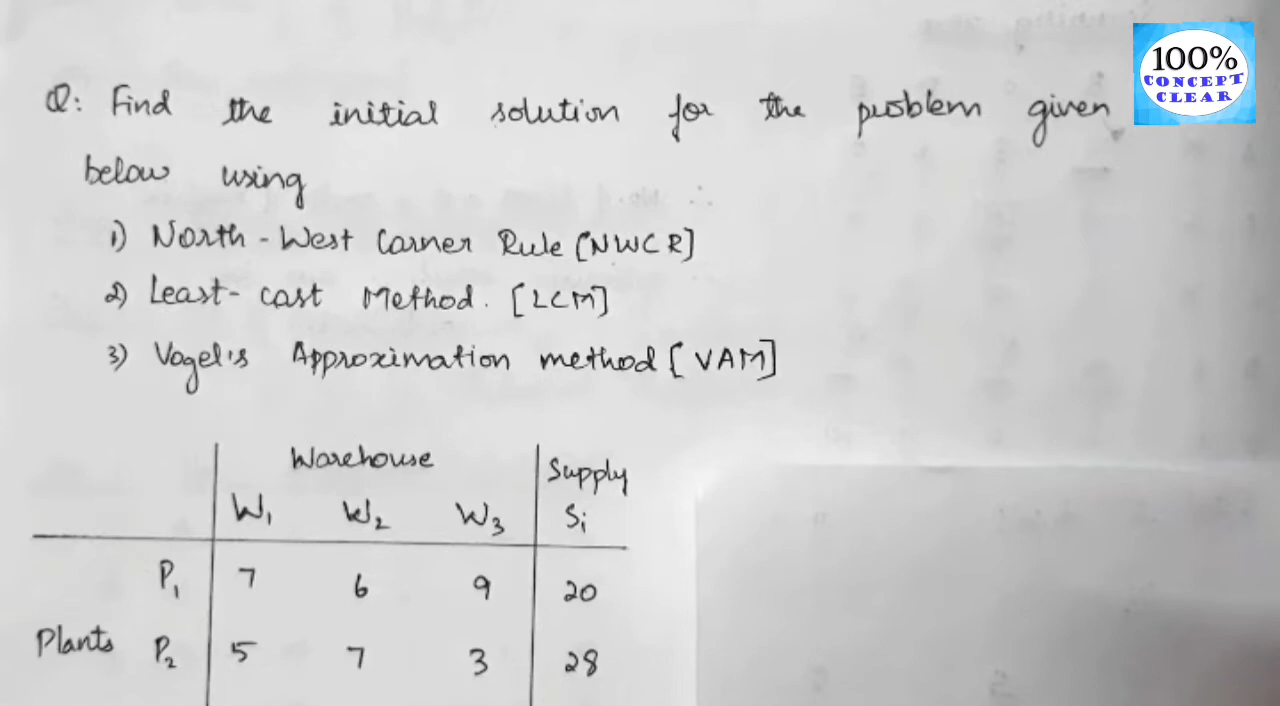 100%
CONCEPT
CLEAR
Q: Find the initial solution for the problem given
below using
1) North-West Corner Rule [NWCR]
2) Least-cost Method. [LCM]
3) Vogel's Approximation method [VAM]
Warehouse Supply
W1 W2 W3 Si
P1 7 6 9 20
Plants P2 5 7 3 28